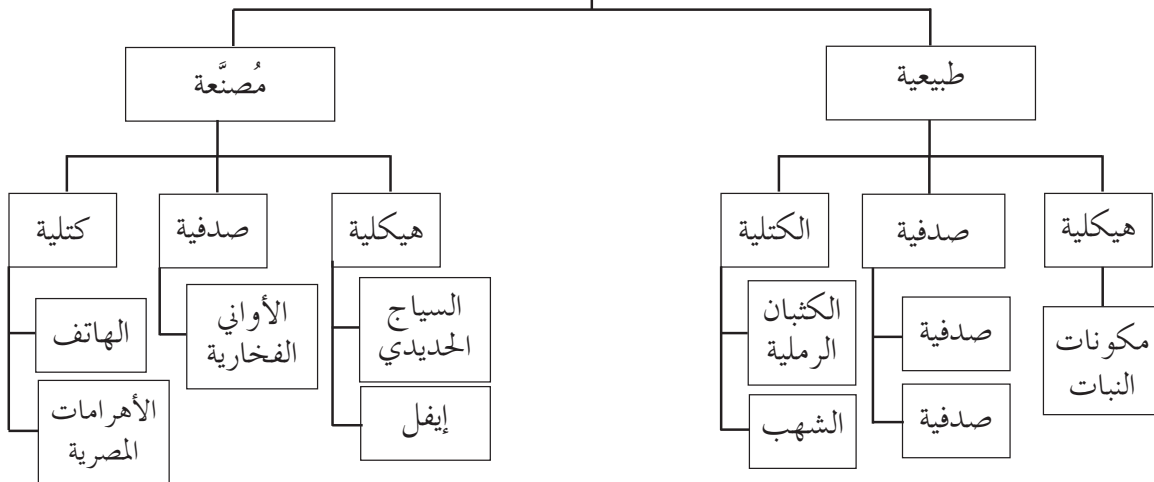 طبيعية
مُصنَّعة
هيكلية
صدفية
الكتلية
هيكلية
صدفية
كتلية
مكونات
النبات
صدفية
صدفية
الكثبان
الرملية
الشهب
السياج
الحديدي
إيفل
الأواني
الفخارية
الهاتف
الأهرامات
المصرية